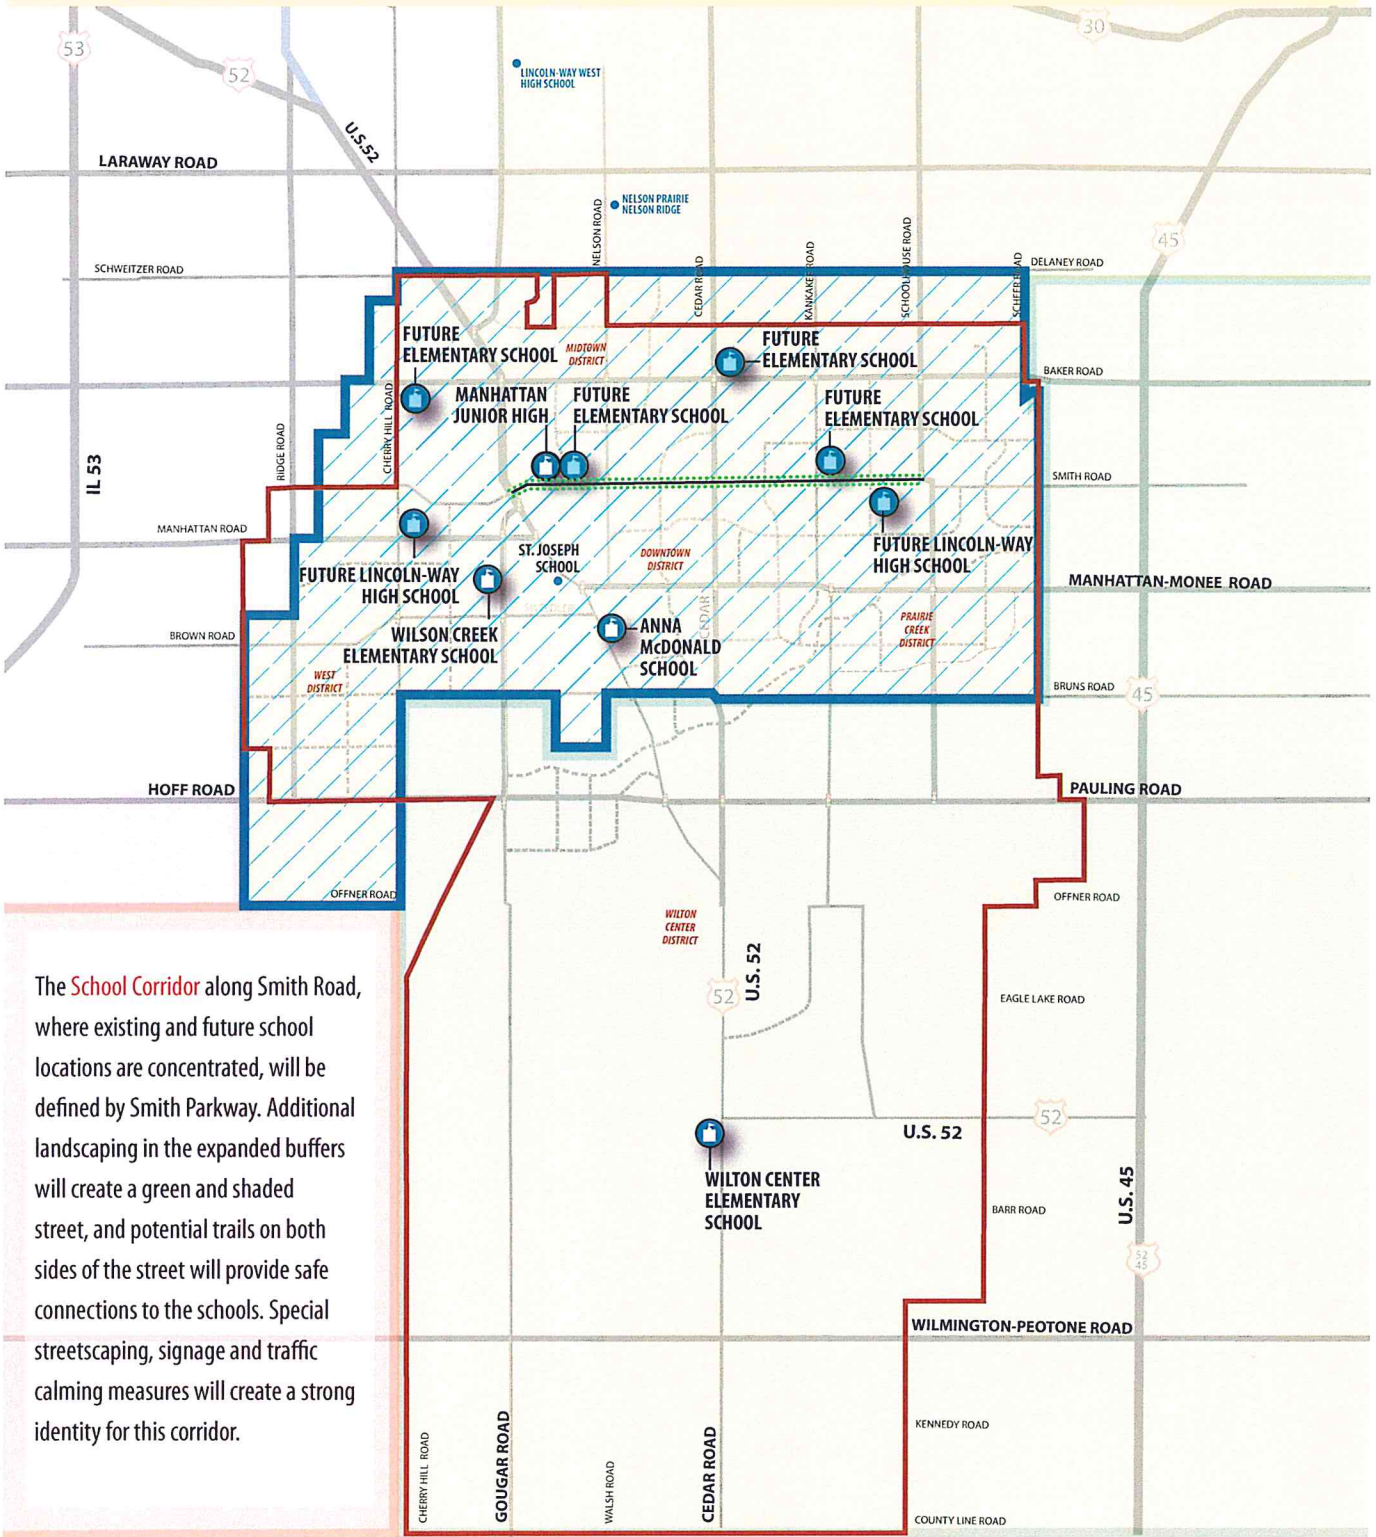 53
52
30
LINCOLN-WAY WEST
HIGH SCHOOL
U.S.52
LARAWAY ROAD
NELSON PRAIRIE
NELSON RIDGE
NELSON ROAD
45
SCHWEITZER ROAD
CEDAR ROAD
KANKAKEE ROAD
SCHOOLHOUSE ROAD
SCHEER ROAD
DELANEY ROAD
FUTURE
ELEMENTARY SCHOOL
MIDTOWN
DISTRICT
FUTURE
ELEMENTARY SCHOOL
BAKER ROAD
CHERRY HILL ROAD
MANHATTAN
JUNIOR HIGH
FUTURE
ELEMENTARY SCHOOL
FUTURE
ELEMENTARY SCHOOL
IL 53
RIDGE ROAD
SMITH ROAD
MANHATTAN ROAD
ST. JOSEPH
SCHOOL
DOWNTOWN
DISTRICT
FUTURE LINCOLN-WAY
HIGH SCHOOL
FUTURE LINCOLN-WAY
HIGH SCHOOL
MANHATTAN-MONEE ROAD
CEDAR
BROWN ROAD
WILSON CREEK
ELEMENTARY SCHOOL
ANNA
McDONALD
SCHOOL
PRAIRIE
CREEK
DISTRICT
WEST
DISTRICT
BRUNS ROAD
45
HOFF ROAD
PAULING ROAD
OFFNER ROAD
OFFNER ROAD
WILTON
CENTER
DISTRICT
U.S. 52
52
EAGLE LAKE ROAD
The School Corridor along Smith Road,
where existing and future school
locations are concentrated, will be
defined by Smith Parkway. Additional
landscaping in the expanded buffers
will create a green and shaded
street, and potential trails on both
sides of the street will provide safe
connections to the schools. Special
streetscaping, signage and traffic
calming measures will create a strong
identity for this corridor.
52
U.S. 52
WILTON CENTER
ELEMENTARY
SCHOOL
U.S. 45
BARR ROAD
52
45
WILMINGTON-PEOTONE ROAD
KENNEDY ROAD
CHERRY HILL ROAD
GOUGAR ROAD
WALSH ROAD
CEDAR ROAD
COUNTY LINE ROAD